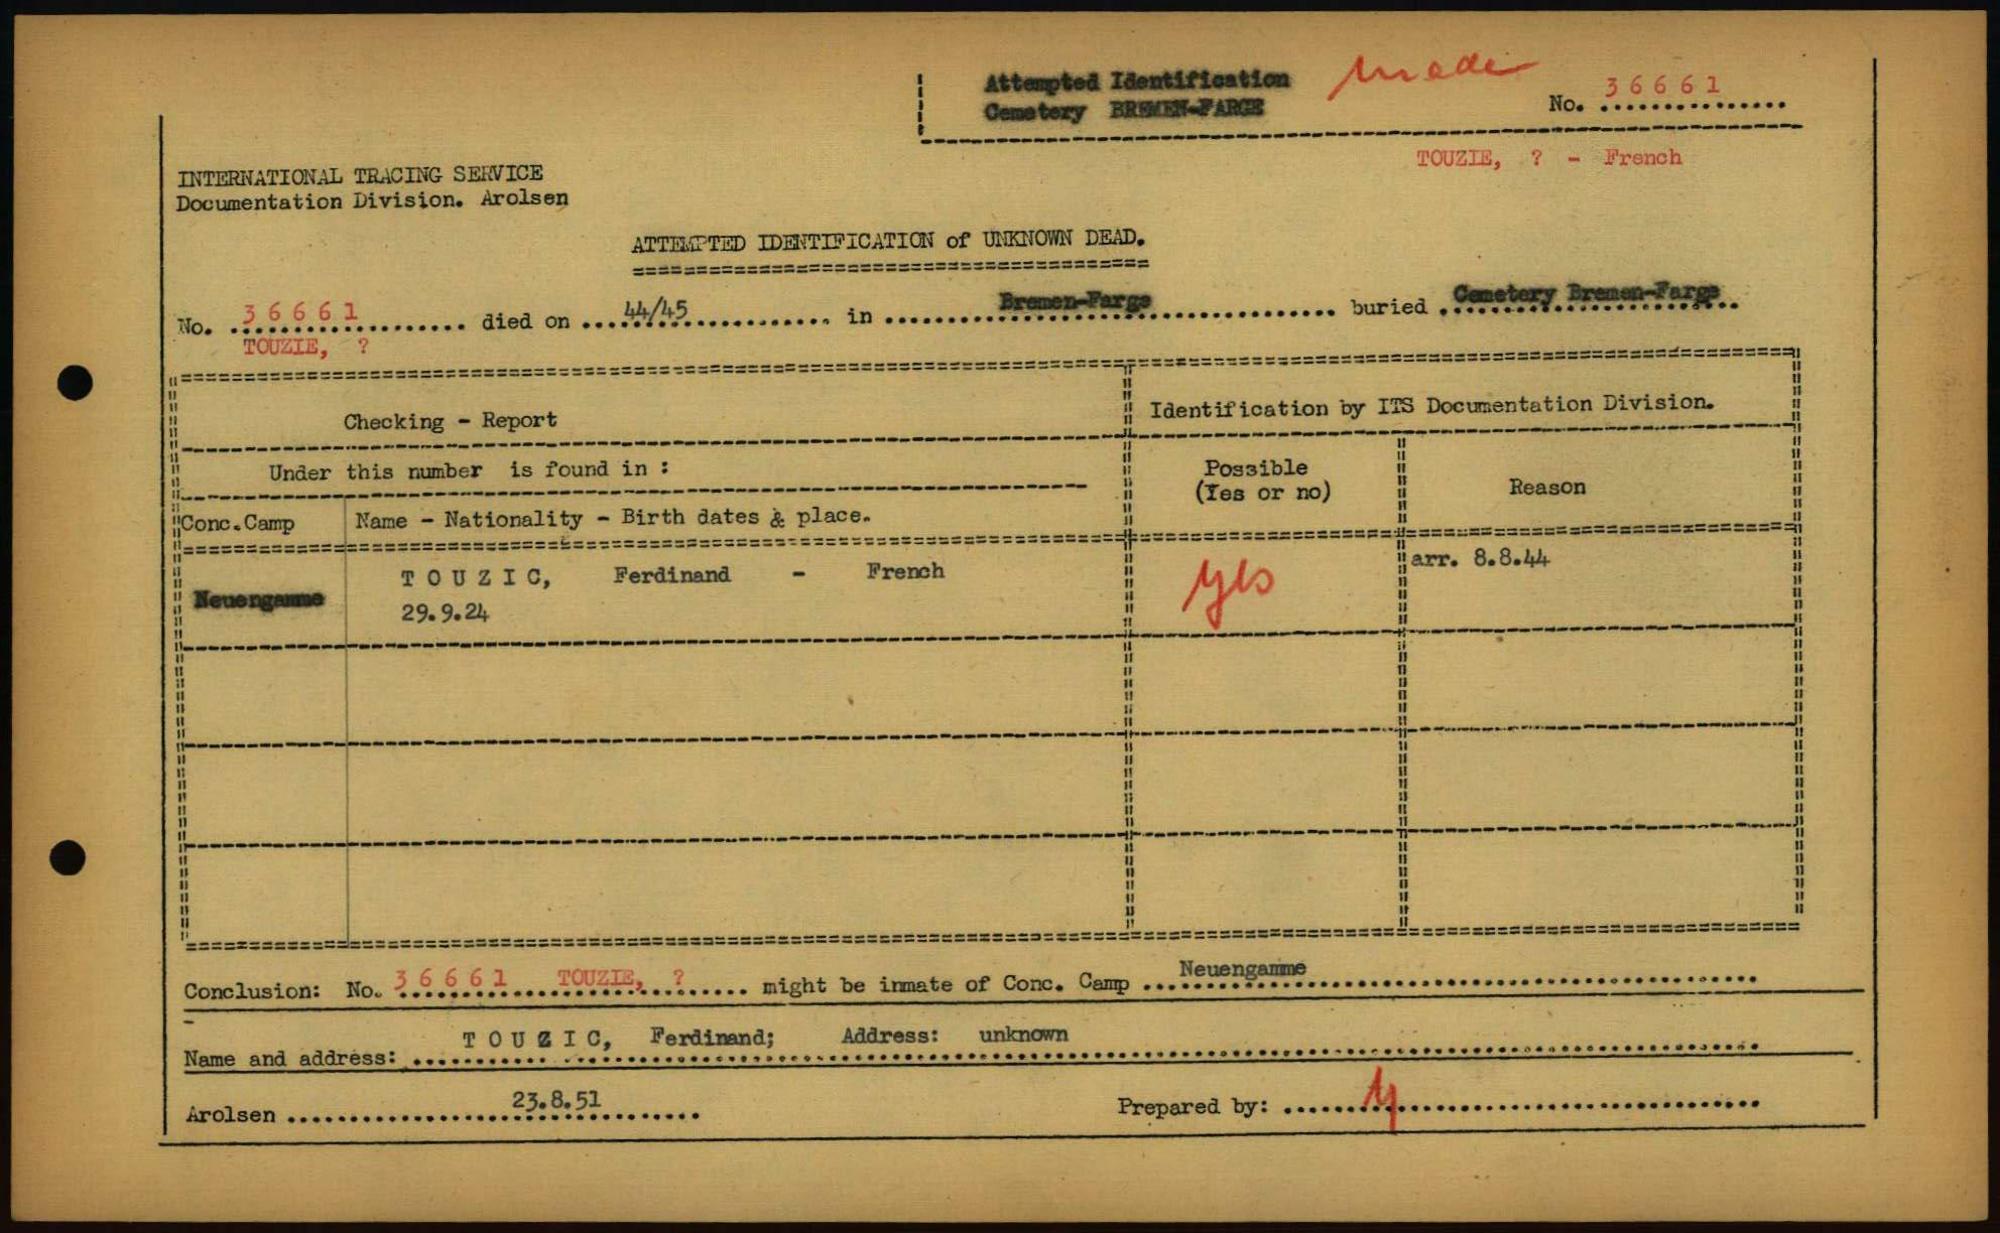 Attempted Identification made
Cemetery BREMEN-FARGE No. 36661
TOUZIE, ? - French
INTERNATIONAL TRACING SERVICE
Documentation Division. Arolsen
ATTEMPTED IDENTIFICATION of UNKNOWN DEAD.
No. 36661 died on 44/45 in Bremen-Farge buried Cemetery Bremen-Farge
TOUZIE, ?
Checking - Report Identification by ITS Documentation Division.
Under this number is found in : Possible (Yes or no) Reason
Conc.Camp Name - Nationality - Birth dates & place.
Neuengamme TOUZIC, Ferdinand - French yes arr. 8.8.44
29.9.24
Conclusion: No. 36661 TOUZIE, ? might be inmate of Conc. Camp Neuengamme
Name and address: TOUZIC, Ferdinand; Address: unknown
Arolsen 23.8.51 Prepared by: